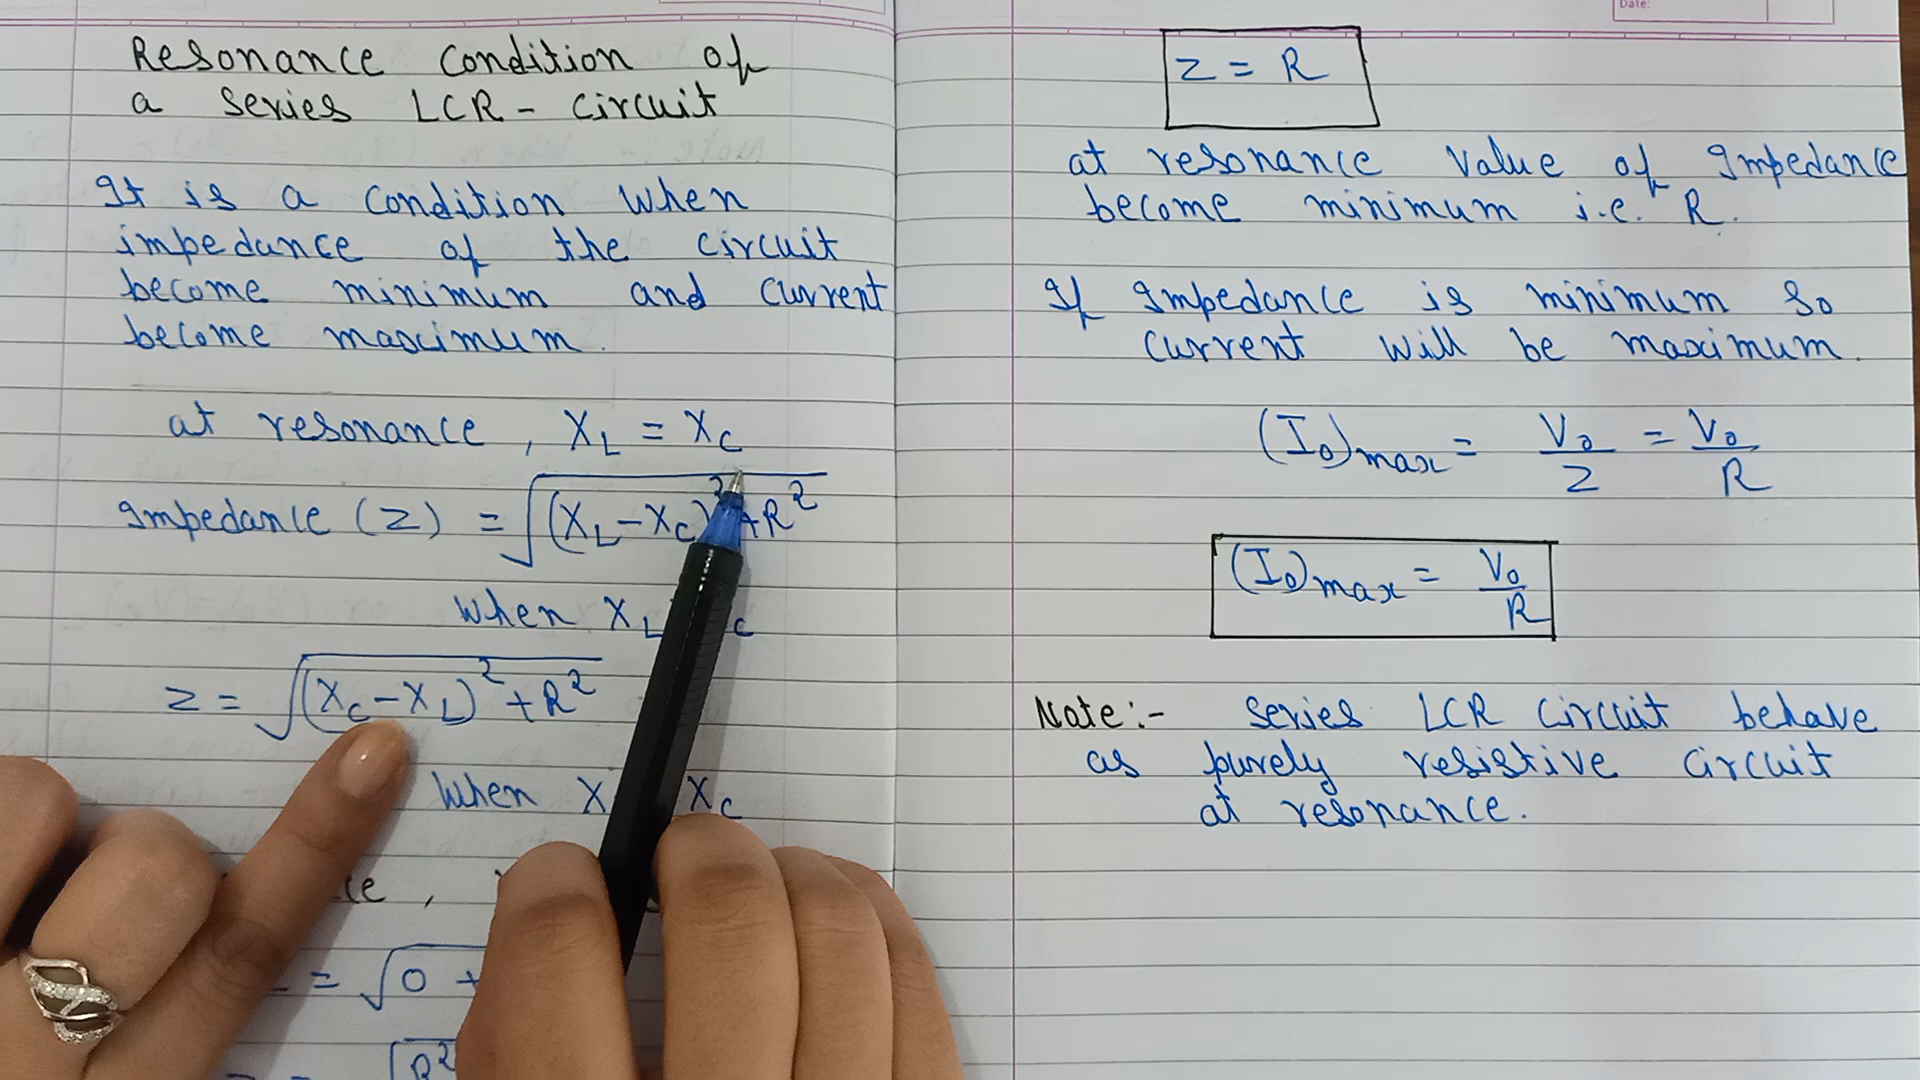 Resonance Condition of
a Series LCR - Circuit
It is a condition when
impedance of the circuit
become minimum and current
become maximum.
at resonance, X_L = X_C
Impedance (Z) = √((X_L - X_C)² + R²)
When X_L
Z = √((X_C - X_L)² + R²)
When X X_C
= √0 +
= √R²
Date:
Z = R
at resonance value of Impedance
become minimum i.e. R.
If Impedance is minimum so
current will be maximum.
(I₀)max = V₀/Z = V₀/R
(I₀)max = V₀/R
Note:- Series LCR Circuit behave
as purely resistive circuit
at resonance.